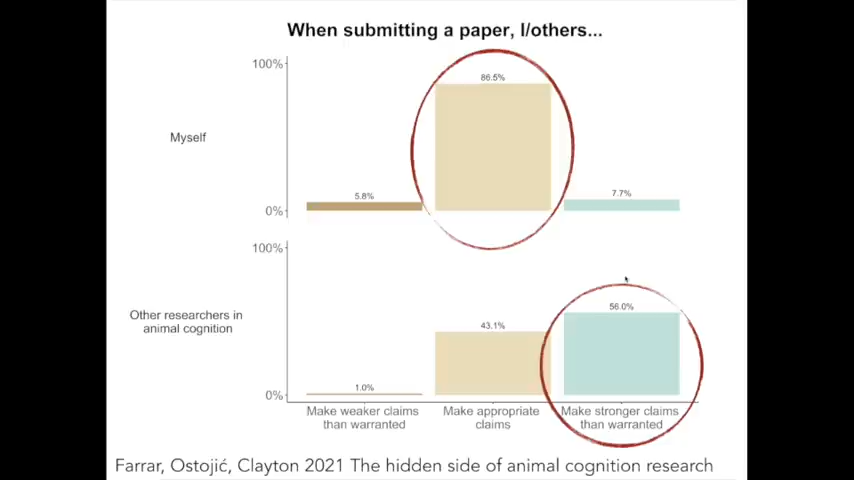 When submitting a paper, I/others...
100%
86.5%
Myself
5.8%
7.7%
0%
100%
56.0%
Other researchers in
animal cognition
43.1%
1.0%
0%
Make weaker claims
than warranted
Make appropriate
claims
Make stronger claims
than warranted
Farrar, Ostojić, Clayton 2021 The hidden side of animal cognition research